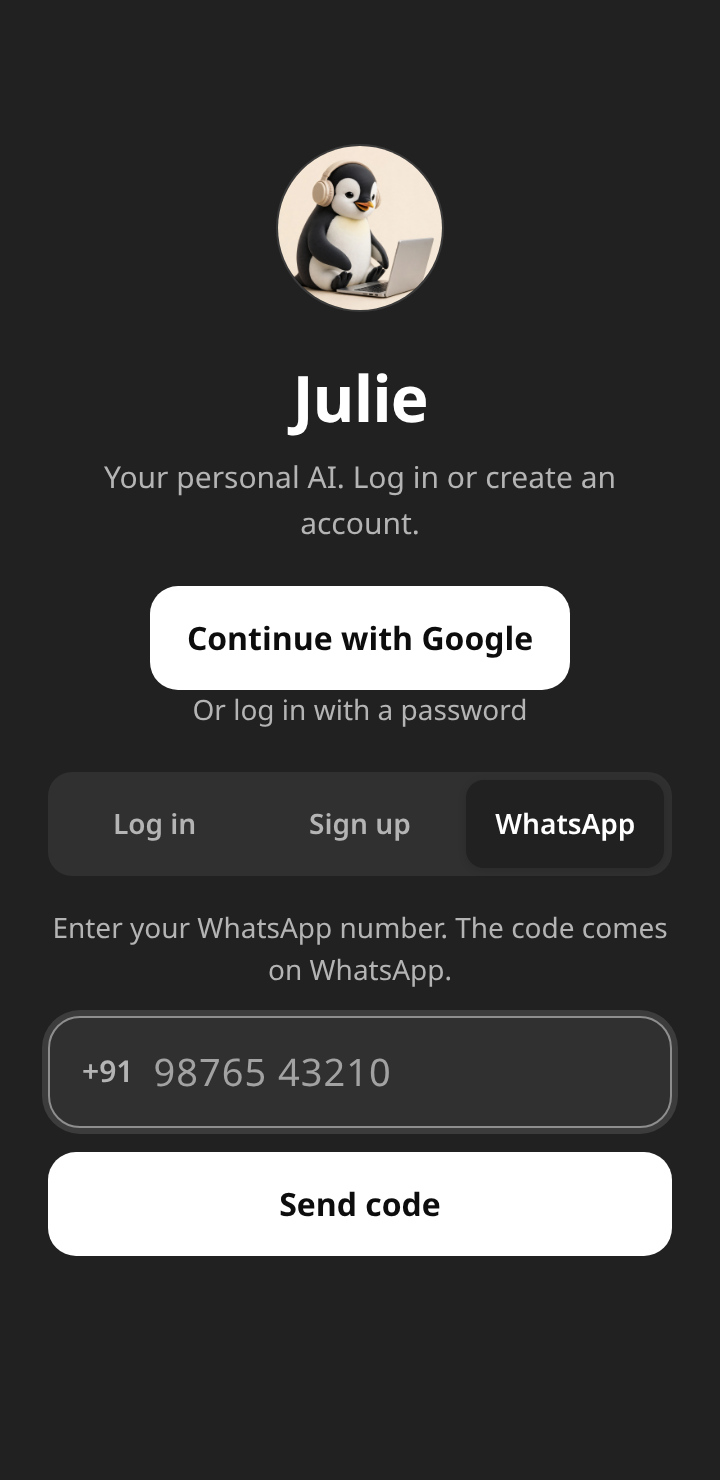 Julie
Your personal AI. Log in or create an
account.
Continue with Google
Or log in with a password
Log in
Sign up
WhatsApp
Enter your WhatsApp number. The code comes
on WhatsApp.
+91 98765 43210
Send code